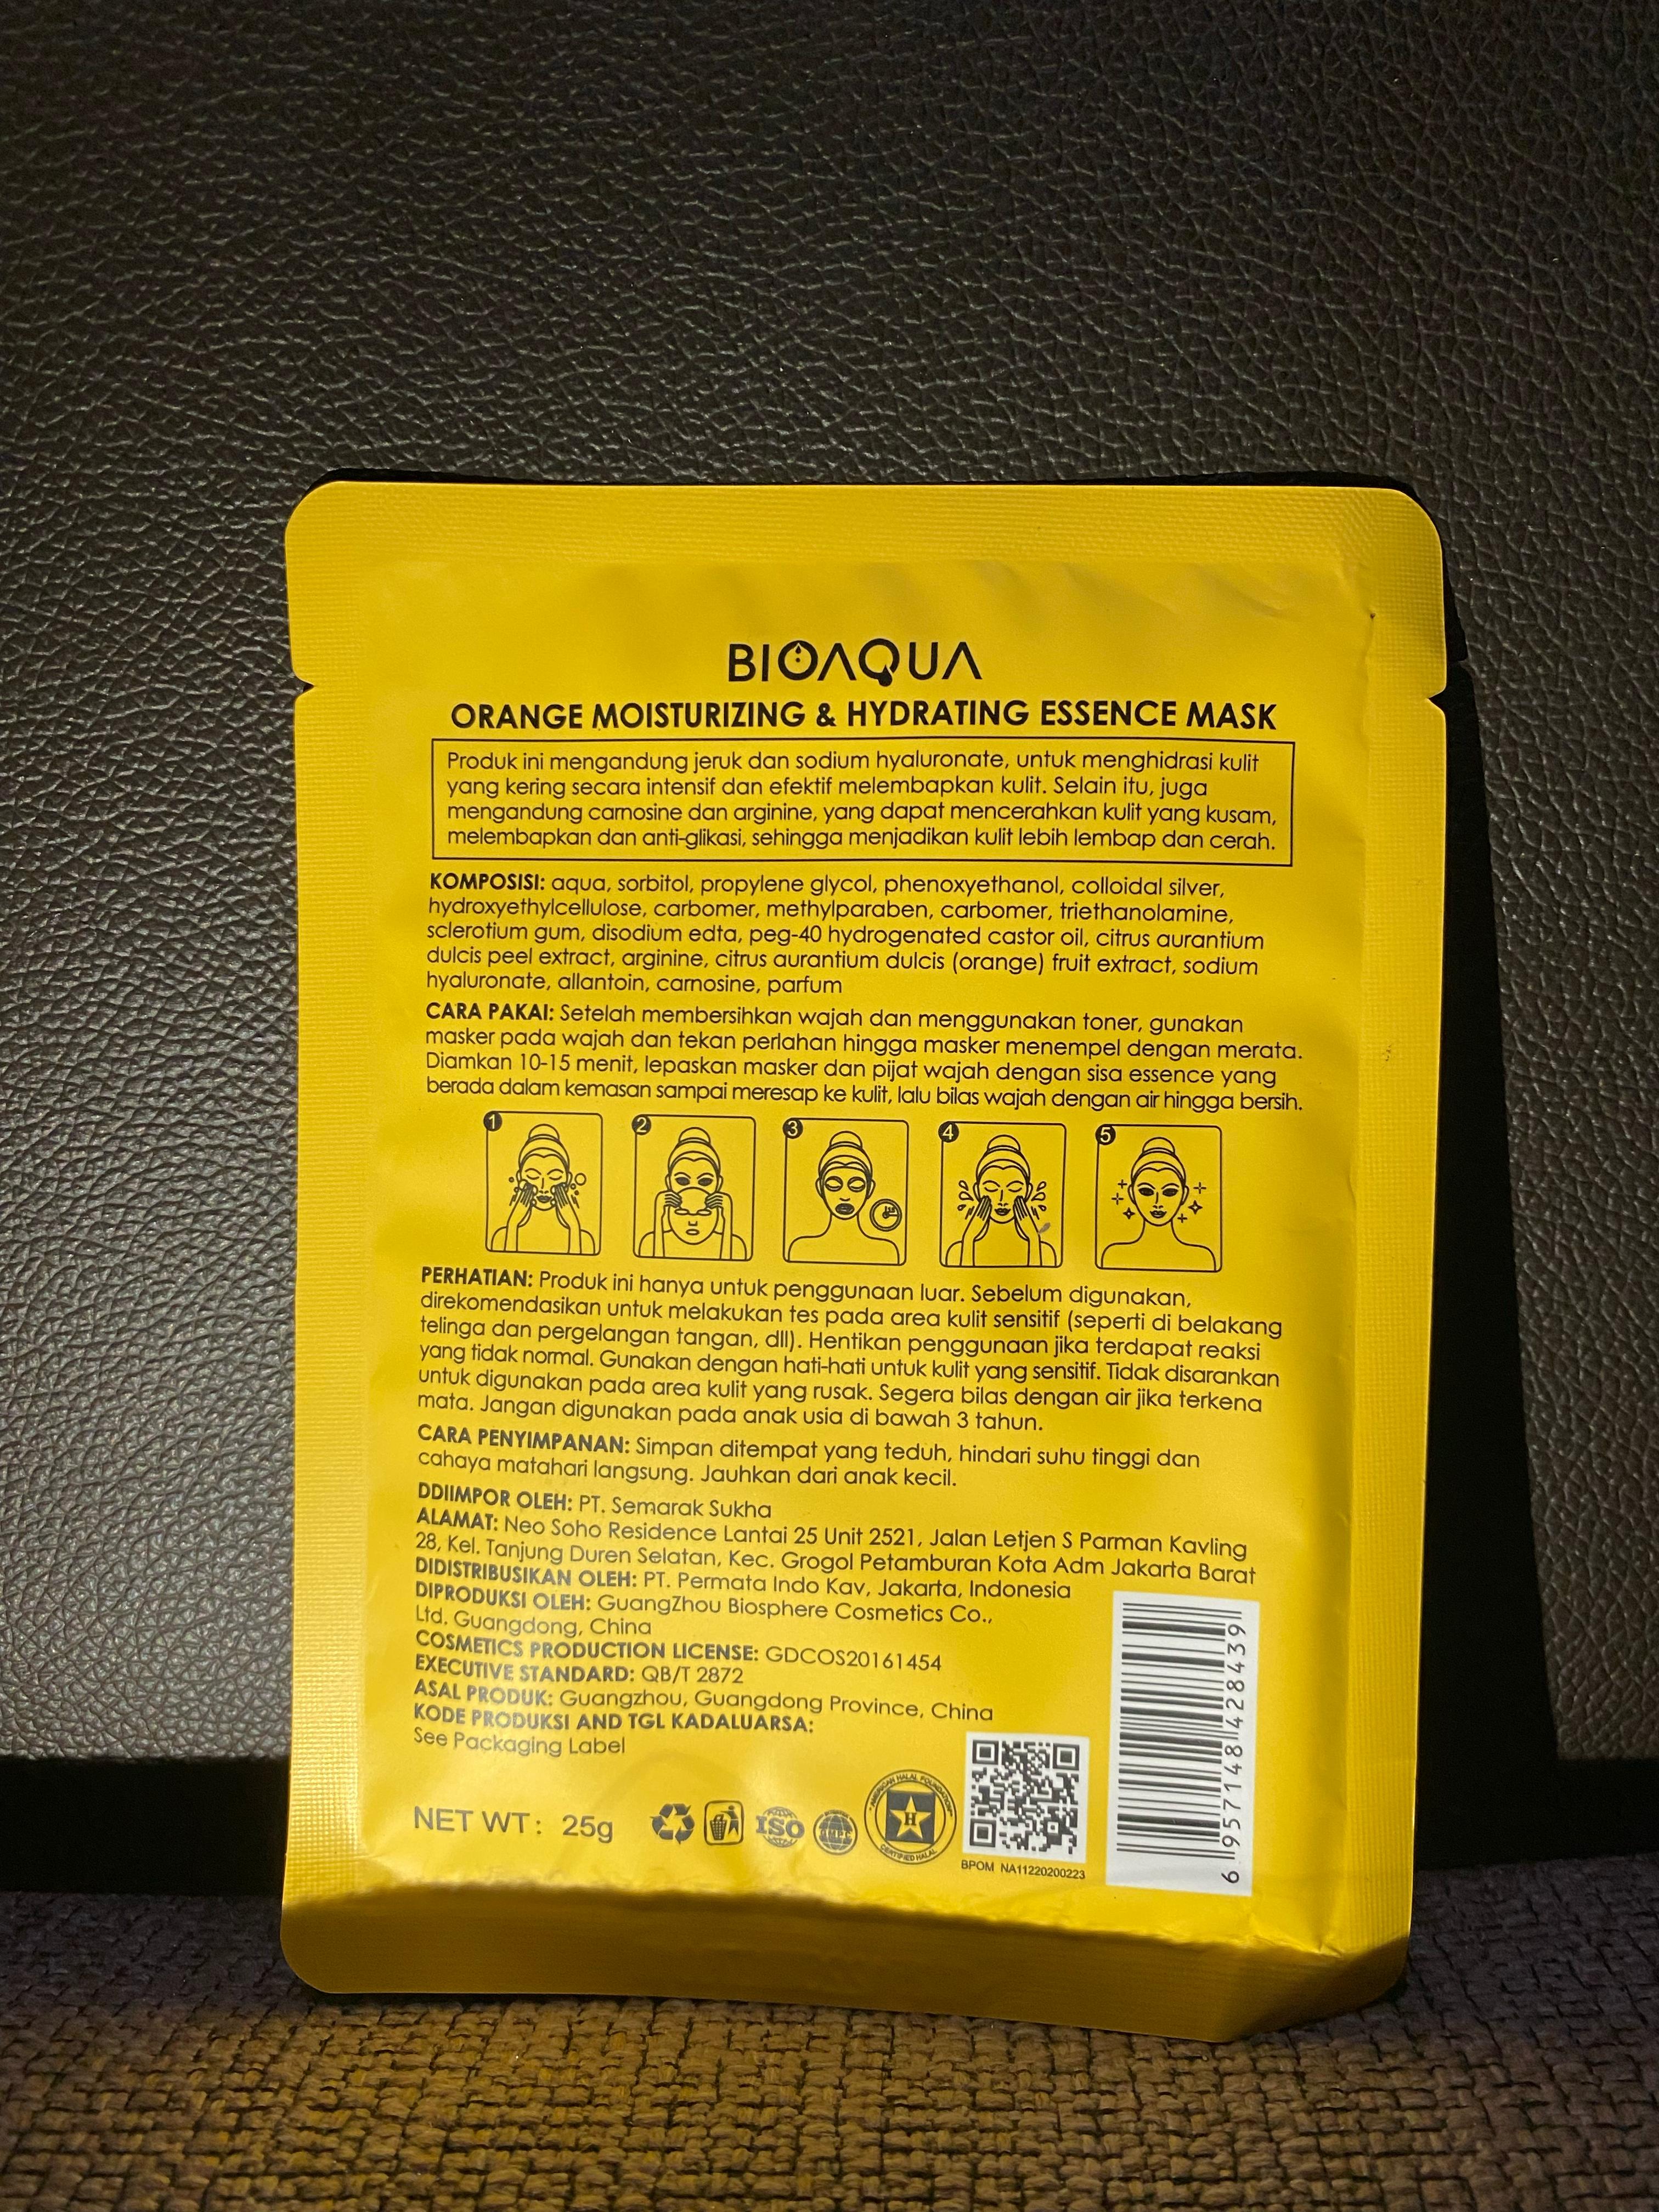 BIOAQUA
ORANGE MOISTURIZING & HYDRATING ESSENCE MASK
Produk ini mengandung jeruk dan sodium hyaluronate, untuk menghidrasi kulit
yang kering secara intensif dan efektif melembapkan kulit. Selain itu, juga
mengandung carnosine dan arginine, yang dapat mencerahkan kulit yang kusam,
melembapkan dan anti-glikasi, sehingga menjadikan kulit lebih lembap dan cerah.
KOMPOSISI: aqua, sorbitol, propylene glycol, phenoxyethanol, colloidal silver,
hydroxyethylcellulose, carbomer, methylparaben, carbomer, triethanolamine,
sclerotium gum, disodium edta, peg-40 hydrogenated castor oil, citrus aurantium
dulcis peel extract, arginine, citrus aurantium dulcis (orange) fruit extract, sodium
hyaluronate, allantoin, carnosine, parfum
CARA PAKAI: Setelah membersihkan wajah dan menggunakan toner, gunakan
masker pada wajah dan tekan perlahan hingga masker menempel dengan merata.
Diamkan 10-15 menit, lepaskan masker dan pijat wajah dengan sisa essence yang
berada dalam kemasan sampai meresap ke kulit, lalu bilas wajah dengan air hingga bersih.
1 2 3 4 5
PERHATIAN: Produk ini hanya untuk penggunaan luar. Sebelum digunakan,
direkomendasikan untuk melakukan tes pada area kulit sensitif (seperti di belakang
telinga dan pergelangan tangan, dll). Hentikan penggunaan jika terdapat reaksi
yang tidak normal. Gunakan dengan hati-hati untuk kulit yang sensitif. Tidak disarankan
untuk digunakan pada area kulit yang rusak. Segera bilas dengan air jika terkena
mata. Jangan digunakan pada anak usia di bawah 3 tahun.
CARA PENYIMPANAN: Simpan ditempat yang teduh, hindari suhu tinggi dan
cahaya matahari langsung. Jauhkan dari anak kecil.
DDIIMPOR OLEH: PT. Semarak Sukha
ALAMAT: Neo Soho Residence Lantai 25 Unit 2521, Jalan Letjen S Parman Kavling
28, Kel. Tanjung Duren Selatan, Kec. Grogol Petamburan Kota Adm Jakarta Barat
DIDISTRIBUSIKAN OLEH: PT. Permata Indo Kav, Jakarta, Indonesia
DIPRODUKSI OLEH: GuangZhou Biosphere Cosmetics Co.,
Ltd. Guangdong, China
COSMETICS PRODUCTION LICENSE: GDCOS20161454
EXECUTIVE STANDARD: QB/T 2872
ASAL PRODUK: Guangzhou, Guangdong Province, China
KODE PRODUKSI AND TGL KADALUARSA:
See Packaging Label
NET WT: 25g
ISO
GMPC
AMERICAN HALAL FOUNDATION
H
CERTIFIED HALAL
BPOM NA11220200223
6 957148 428439